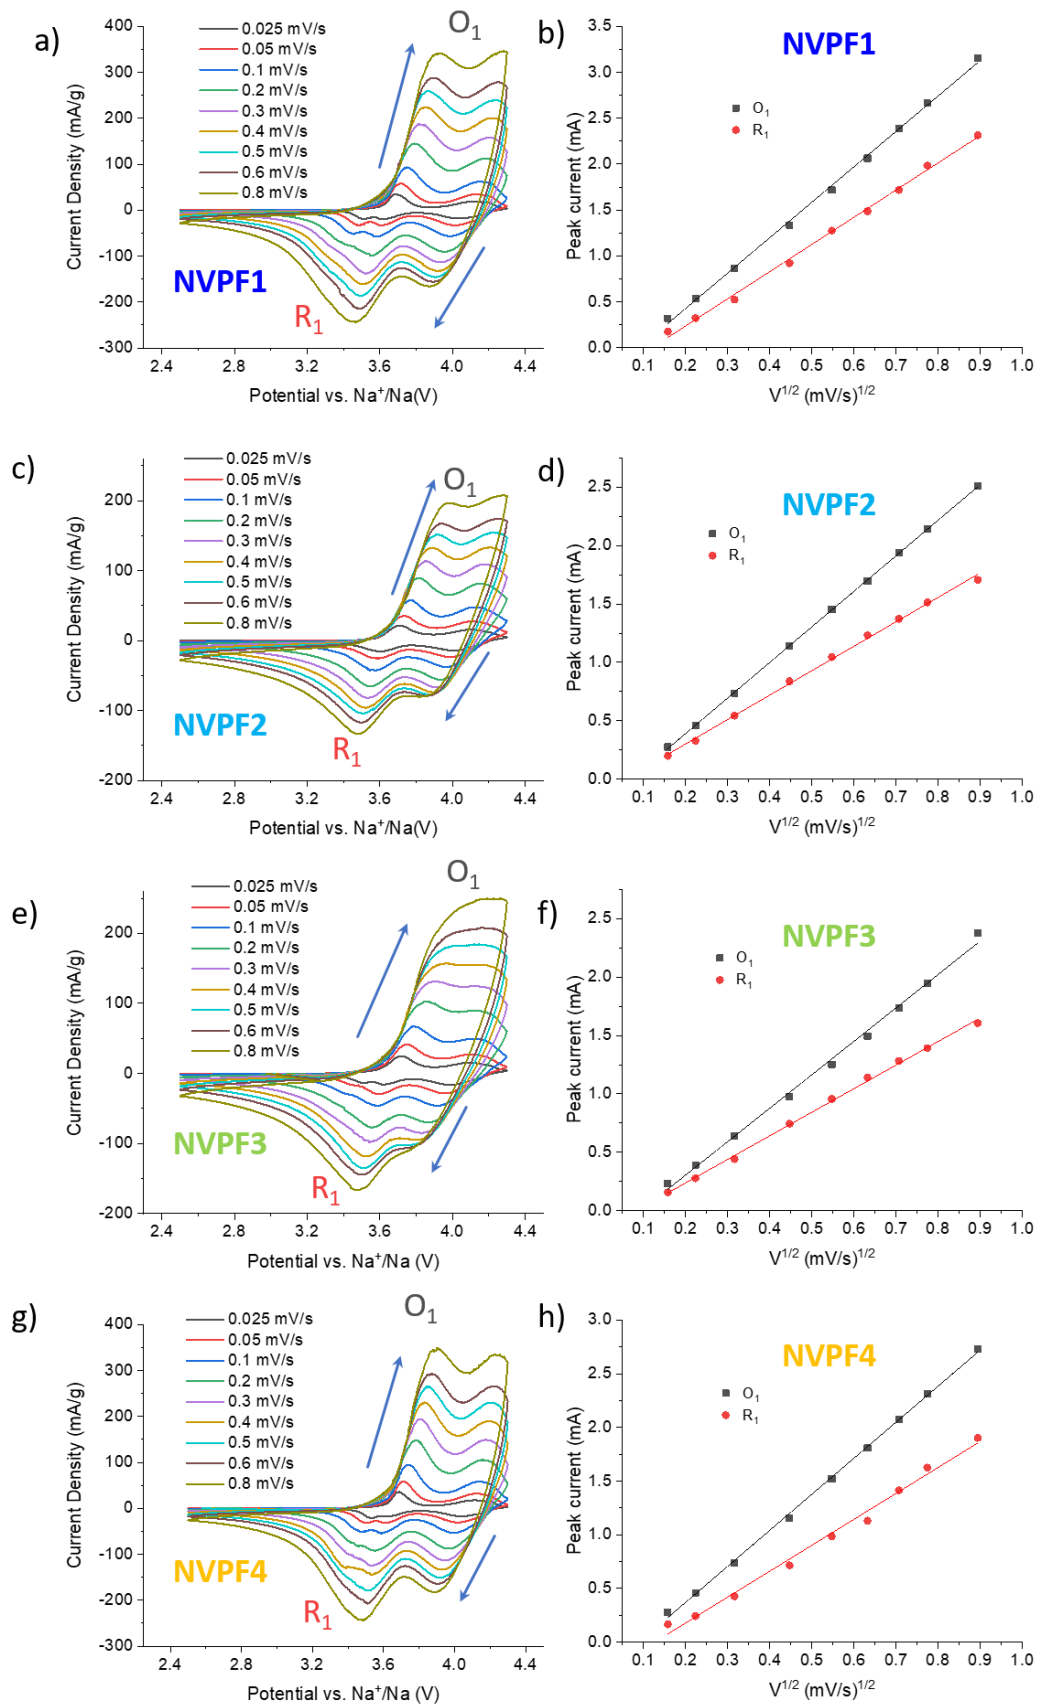 a)
O₁
0.025 mV/s
0.05 mV/s
0.1 mV/s
0.2 mV/s
0.3 mV/s
0.4 mV/s
0.5 mV/s
0.6 mV/s
0.8 mV/s
400
300
200
100
0
-100
-200
-300
Current Density (mA/g)
NVPF1
R₁
2.4 2.8 3.2 3.6 4.0 4.4
Potential vs. Na⁺/Na(V)
b)
NVPF1
O₁
R₁
3.5
3.0
2.5
2.0
1.5
1.0
0.5
0.0
Peak current (mA)
0.1 0.2 0.3 0.4 0.5 0.6 0.7 0.8 0.9 1.0
V^1/2 (mV/s)^1/2
c)
O₁
0.025 mV/s
0.05 mV/s
0.1 mV/s
0.2 mV/s
0.3 mV/s
0.4 mV/s
0.5 mV/s
0.6 mV/s
0.8 mV/s
200
100
0
-100
-200
Current Density (mA/g)
NVPF2
R₁
2.4 2.8 3.2 3.6 4.0 4.4
Potential vs. Na⁺/Na(V)
d)
NVPF2
O₁
R₁
2.5
2.0
1.5
1.0
0.5
0.0
Peak current (mA)
0.1 0.2 0.3 0.4 0.5 0.6 0.7 0.8 0.9 1.0
V^1/2 (mV/s)^1/2
e)
O₁
0.025 mV/s
0.05 mV/s
0.1 mV/s
0.2 mV/s
0.3 mV/s
0.4 mV/s
0.5 mV/s
0.6 mV/s
0.8 mV/s
200
100
0
-100
-200
Current Density (mA/g)
NVPF3
R₁
2.4 2.8 3.2 3.6 4.0 4.4
Potential vs. Na⁺/Na (V)
f)
NVPF3
O₁
R₁
2.5
2.0
1.5
1.0
0.5
0.0
Peak current (mA)
0.1 0.2 0.3 0.4 0.5 0.6 0.7 0.8 0.9 1.0
V^1/2 (mV/s)^1/2
g)
O₁
0.025 mV/s
0.05 mV/s
0.1 mV/s
0.2 mV/s
0.3 mV/s
0.4 mV/s
0.5 mV/s
0.6 mV/s
0.8 mV/s
400
300
200
100
0
-100
-200
-300
Current Density (mA/g)
NVPF4
R₁
2.4 2.8 3.2 3.6 4.0 4.4
Potential vs. Na⁺/Na(V)
h)
NVPF4
O₁
R₁
3.0
2.5
2.0
1.5
1.0
0.5
0.0
Peak current (mA)
0.1 0.2 0.3 0.4 0.5 0.6 0.7 0.8 0.9 1.0
V^1/2 (mV/s)^1/2